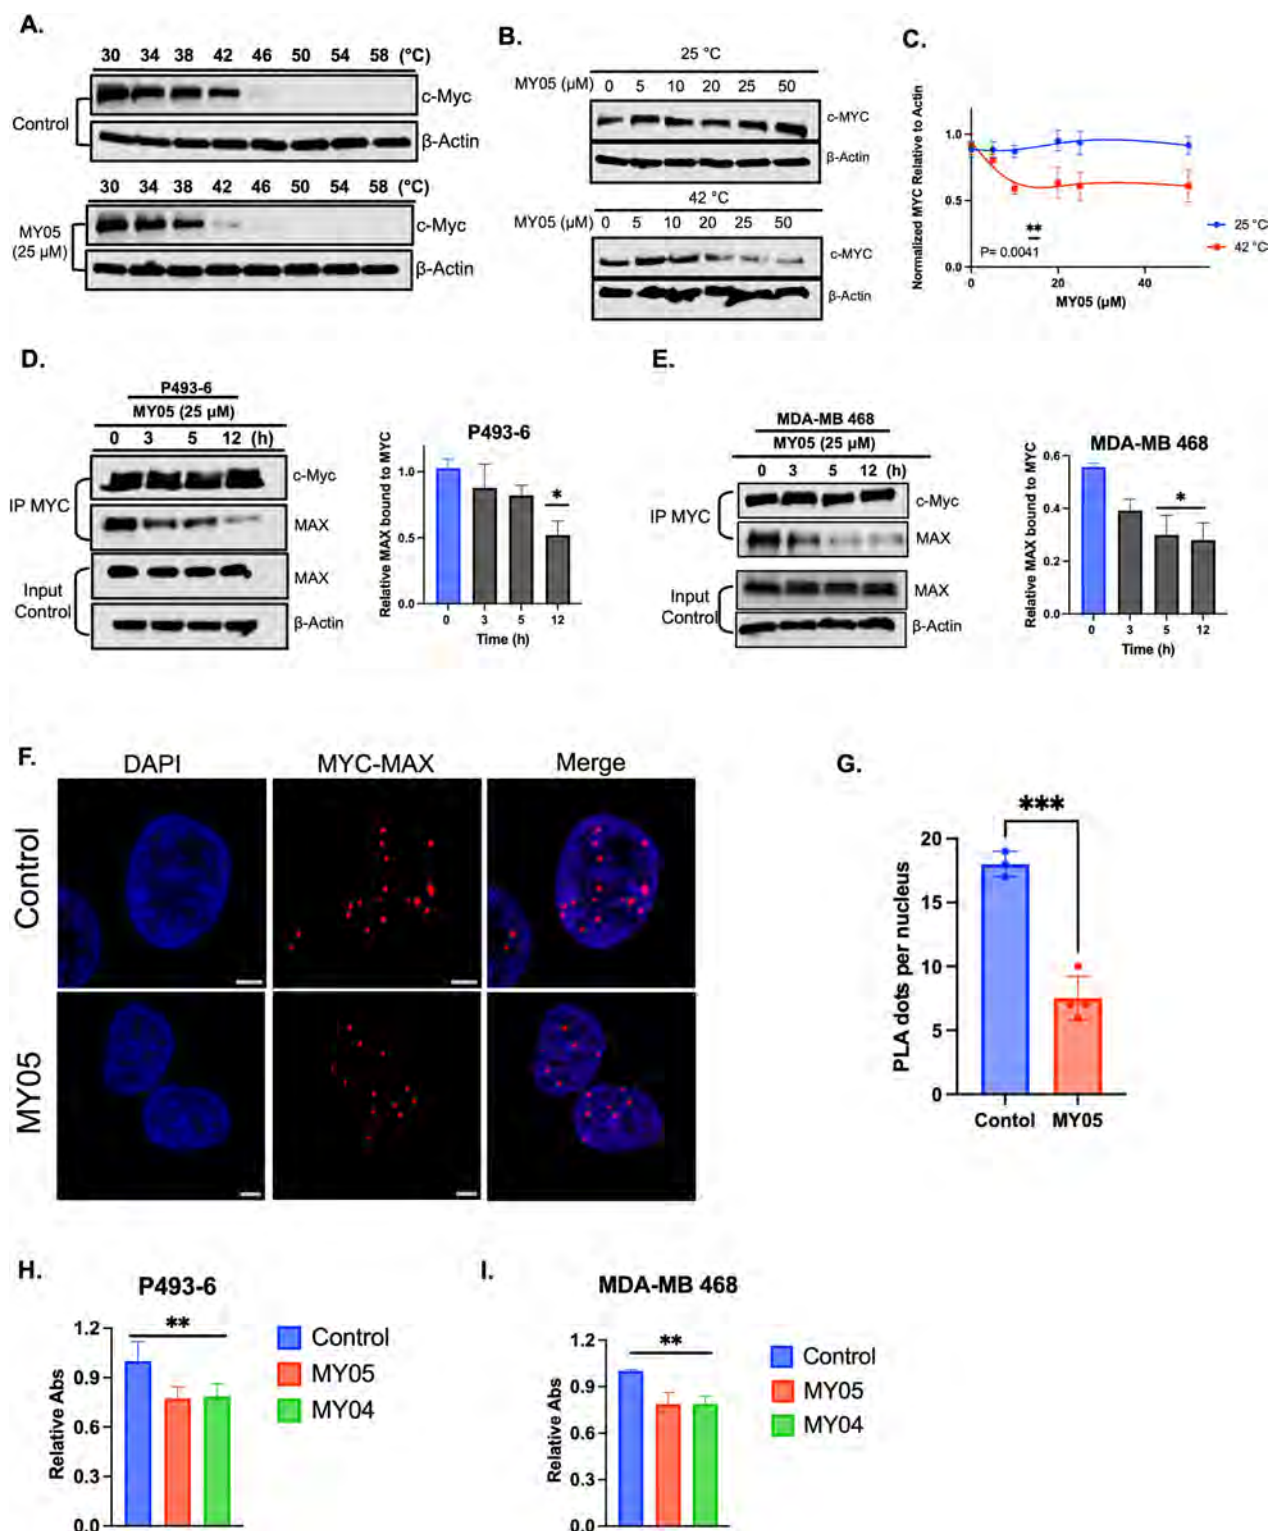 A.
30 34 38 42 46 50 54 58 (°C)
Control
c-Myc
β-Actin
30 34 38 42 46 50 54 58 (°C)
MY05
(25 µM)
c-Myc
β-Actin
B.
25 °C
MY05 (µM) 0 5 10 20 25 50
c-MYC
β-Actin
42 °C
MY05 (µM) 0 5 10 20 25 50
c-MYC
β-Actin
C.
Normalized MYC Relative to Actin
1.0
0.5
0.0
**
P= 0.0041
0 20 40
MY05 (µM)
25 °C
42 °C
D.
P493-6
MY05 (25 µM)
0 3 5 12 (h)
IP MYC
c-Myc
MAX
Input
Control
MAX
β-Actin
P493-6
Relative MAX bound to MYC
1.0
0.5
0.0
*
0 3 5 12
Time (h)
E.
MDA-MB 468
MY05 (25 µM)
0 3 5 12 (h)
IP MYC
c-Myc
MAX
Input
Control
MAX
β-Actin
MDA-MB 468
Relative MAX bound to MYC
0.6
0.4
0.2
0.0
*
0 3 5 12
Time (h)
F.
DAPI MYC-MAX Merge
Control
MY05
G.
***
PLA dots per nucleus
20
15
10
5
0
Contol MY05
H.
P493-6
Relative Abs
1.2
0.9
0.6
0.3
0.0
**
Control
MY05
MY04
I.
MDA-MB 468
Relative Abs
1.2
0.9
0.6
0.3
0.0
**
Control
MY05
MY04